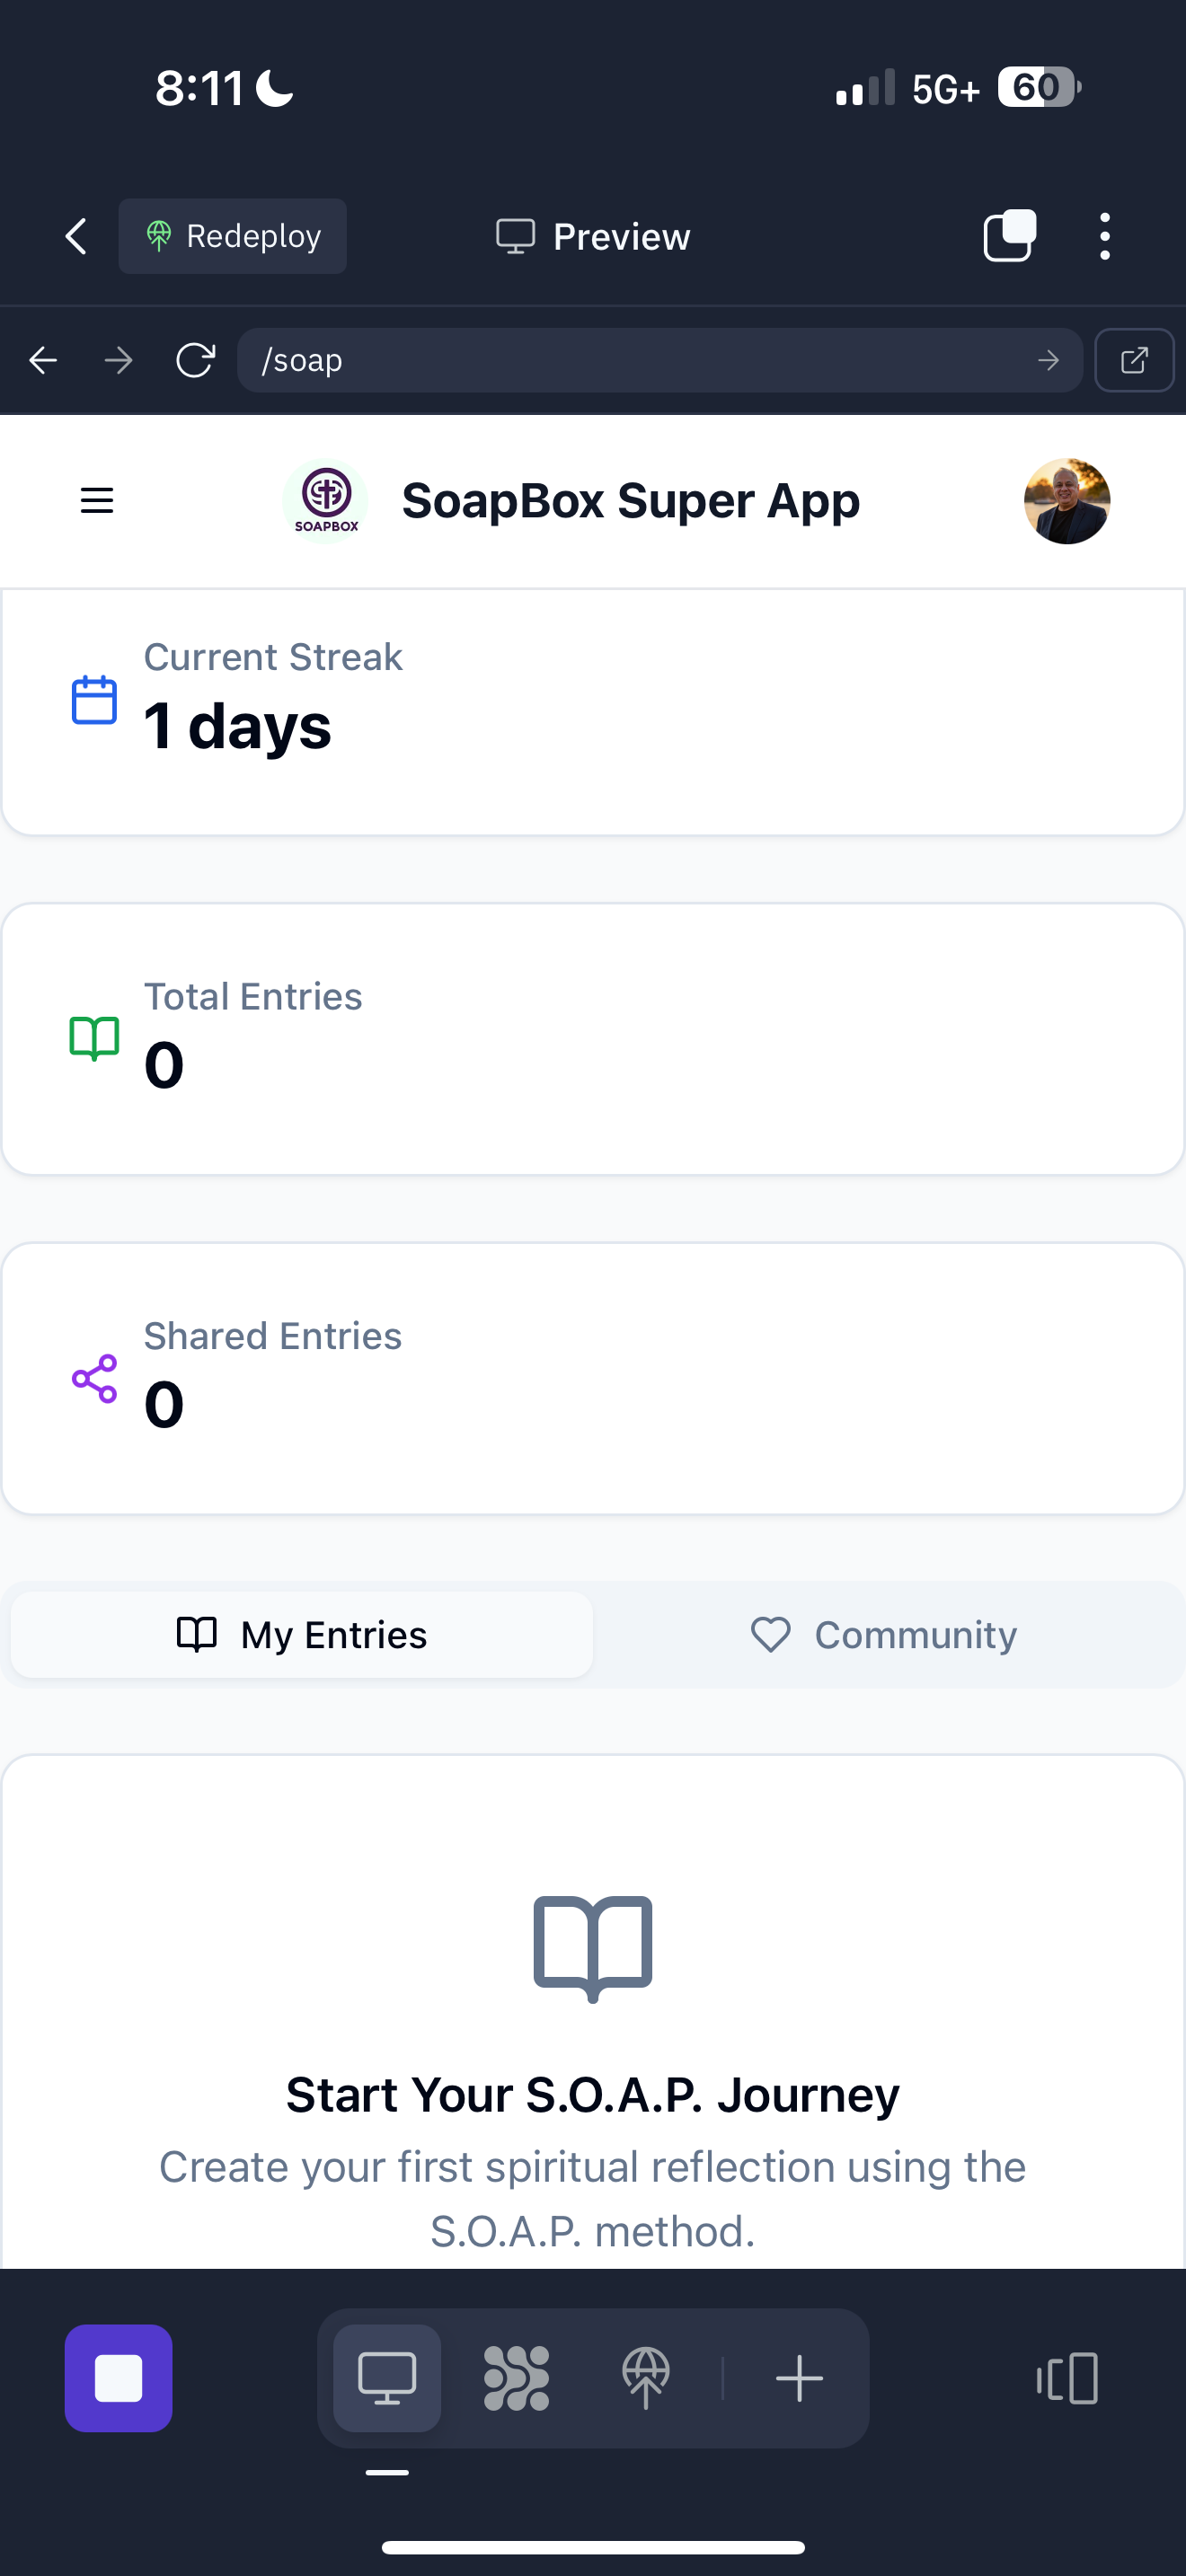 8:11
5G+
60
Redeploy
Preview
/soap
SOAPBOX
SoapBox Super App
Current Streak
1 days
Total Entries
0
Shared Entries
0
My Entries
Community
Start Your S.O.A.P. Journey
Create your first spiritual reflection using the
S.O.A.P. method.